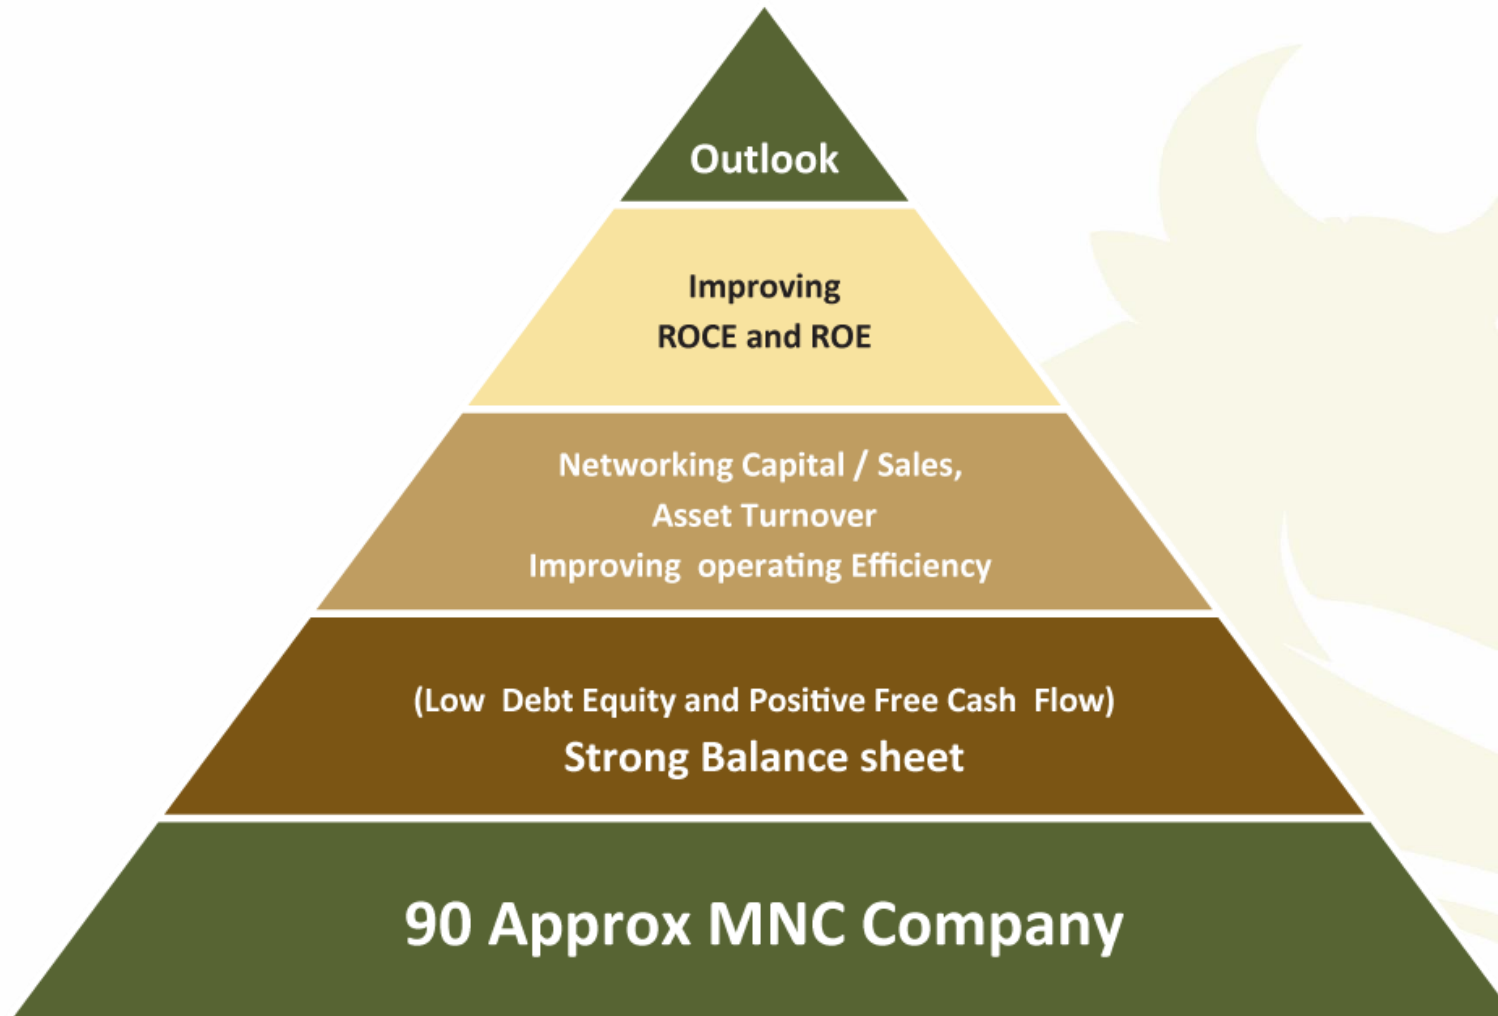 Outlook
Improving
ROCE and ROE
Networking Capital / Sales,
Asset Turnover
Improving operating Efficiency
(Low Debt Equity and Positive Free Cash Flow)
Strong Balance sheet
90 Approx MNC Company